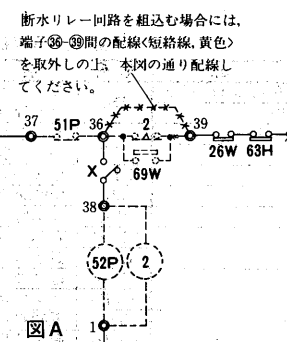 断水リレー回路を組込む場合には,
端子㊱-㊴間の配線<短絡線,黄色>
を取外しの上, 本図の通り配線し
てください。
37
51P
36
2
39
69W
26W
63H
X
38
52P
2
図A
1